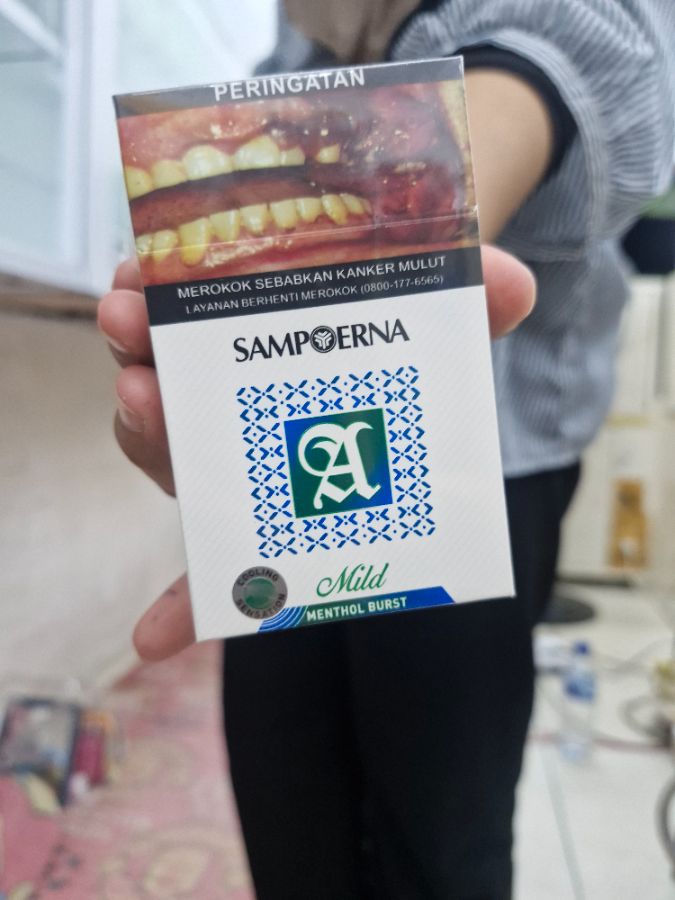 PERINGATAN
MEROKOK SEBABKAN KANKER MULUT
LAYANAN BERHENTI MEROKOK (0800-177-6565)
SAMPOERNA
A
Mild
MENTHOL BURST
COOLING
SENSATION